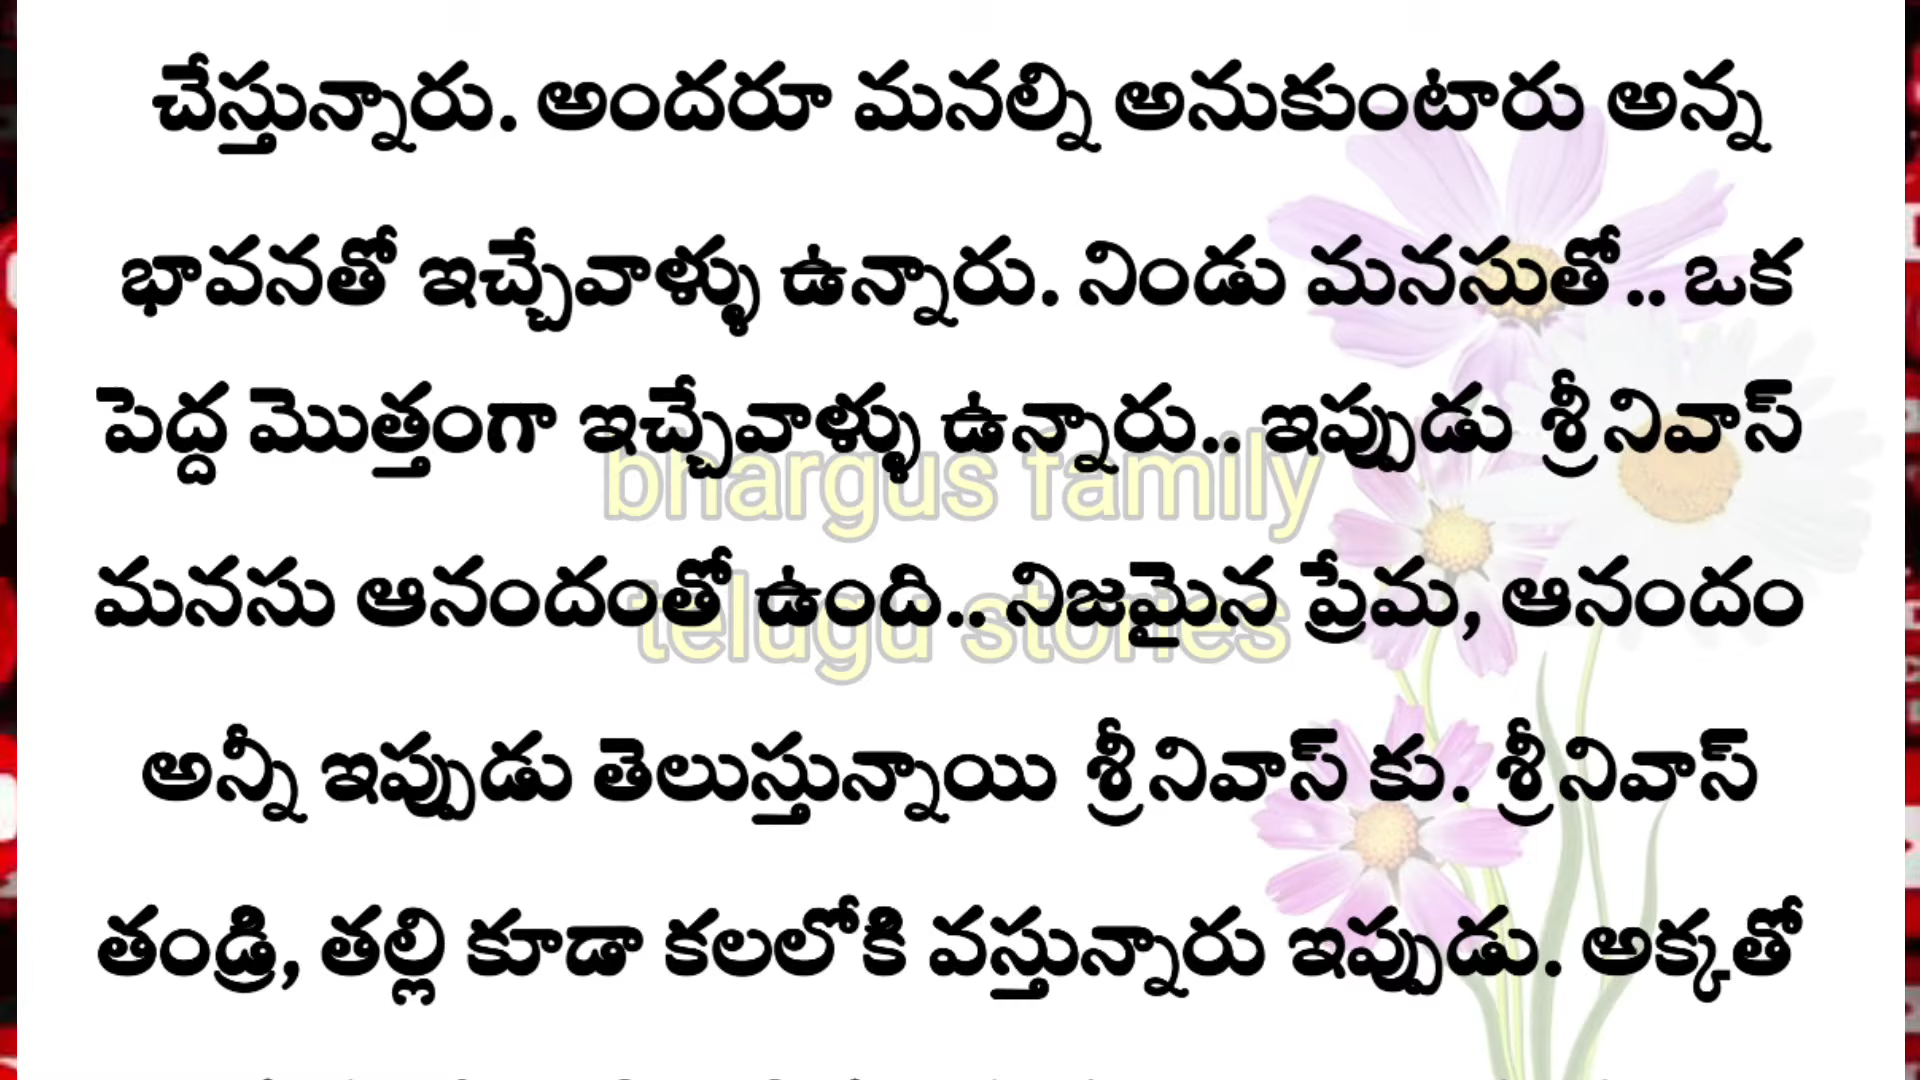 చేస్తున్నారు. అందరూ మనల్ని అనుకుంటారు అన్న
భావనతో ఇచ్చేవాళ్ళు ఉన్నారు. నిండు మనసుతో.. ఒక
పెద్ద మొత్తంగా ఇచ్చేవాళ్ళు ఉన్నారు.. ఇప్పుడు శ్రీనివాస్
bhargus family
మనసు ఆనందంతో ఉంది.. నిజమైన ప్రేమ, ఆనందం
telugu stories
అన్నీ ఇప్పుడు తెలుస్తున్నాయి శ్రీనివాస్ కు. శ్రీనివాస్
తండ్రి, తల్లి కూడా కలలోకి వస్తున్నారు ఇప్పుడు. అక్కతో